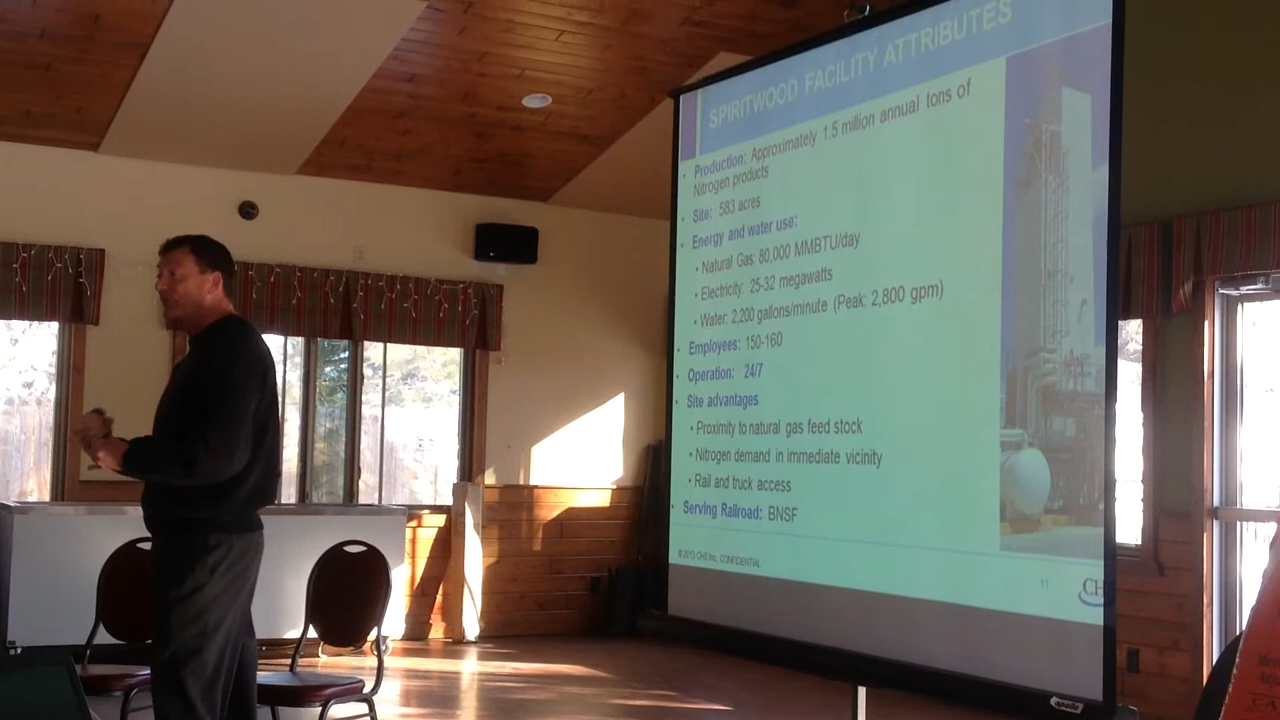 SPIRITWOOD FACILITY ATTRIBUTES
• Production: Approximately 1.5 million annual tons of
Nitrogen products
• Site: 583 acres
• Energy and water use:
• Natural Gas: 80,000 MMBTU/day
• Electricity: 25-32 megawatts
• Water: 2,200 gallons/minute (Peak: 2,800 gpm)
• Employees: 150-160
• Operation: 24/7
• Site advantages
• Proximity to natural gas feed stock
• Nitrogen demand in immediate vicinity
• Rail and truck access
• Serving Railroad: BNSF
© 2013 CHS Inc. CONFIDENTIAL
11
CH
apollo